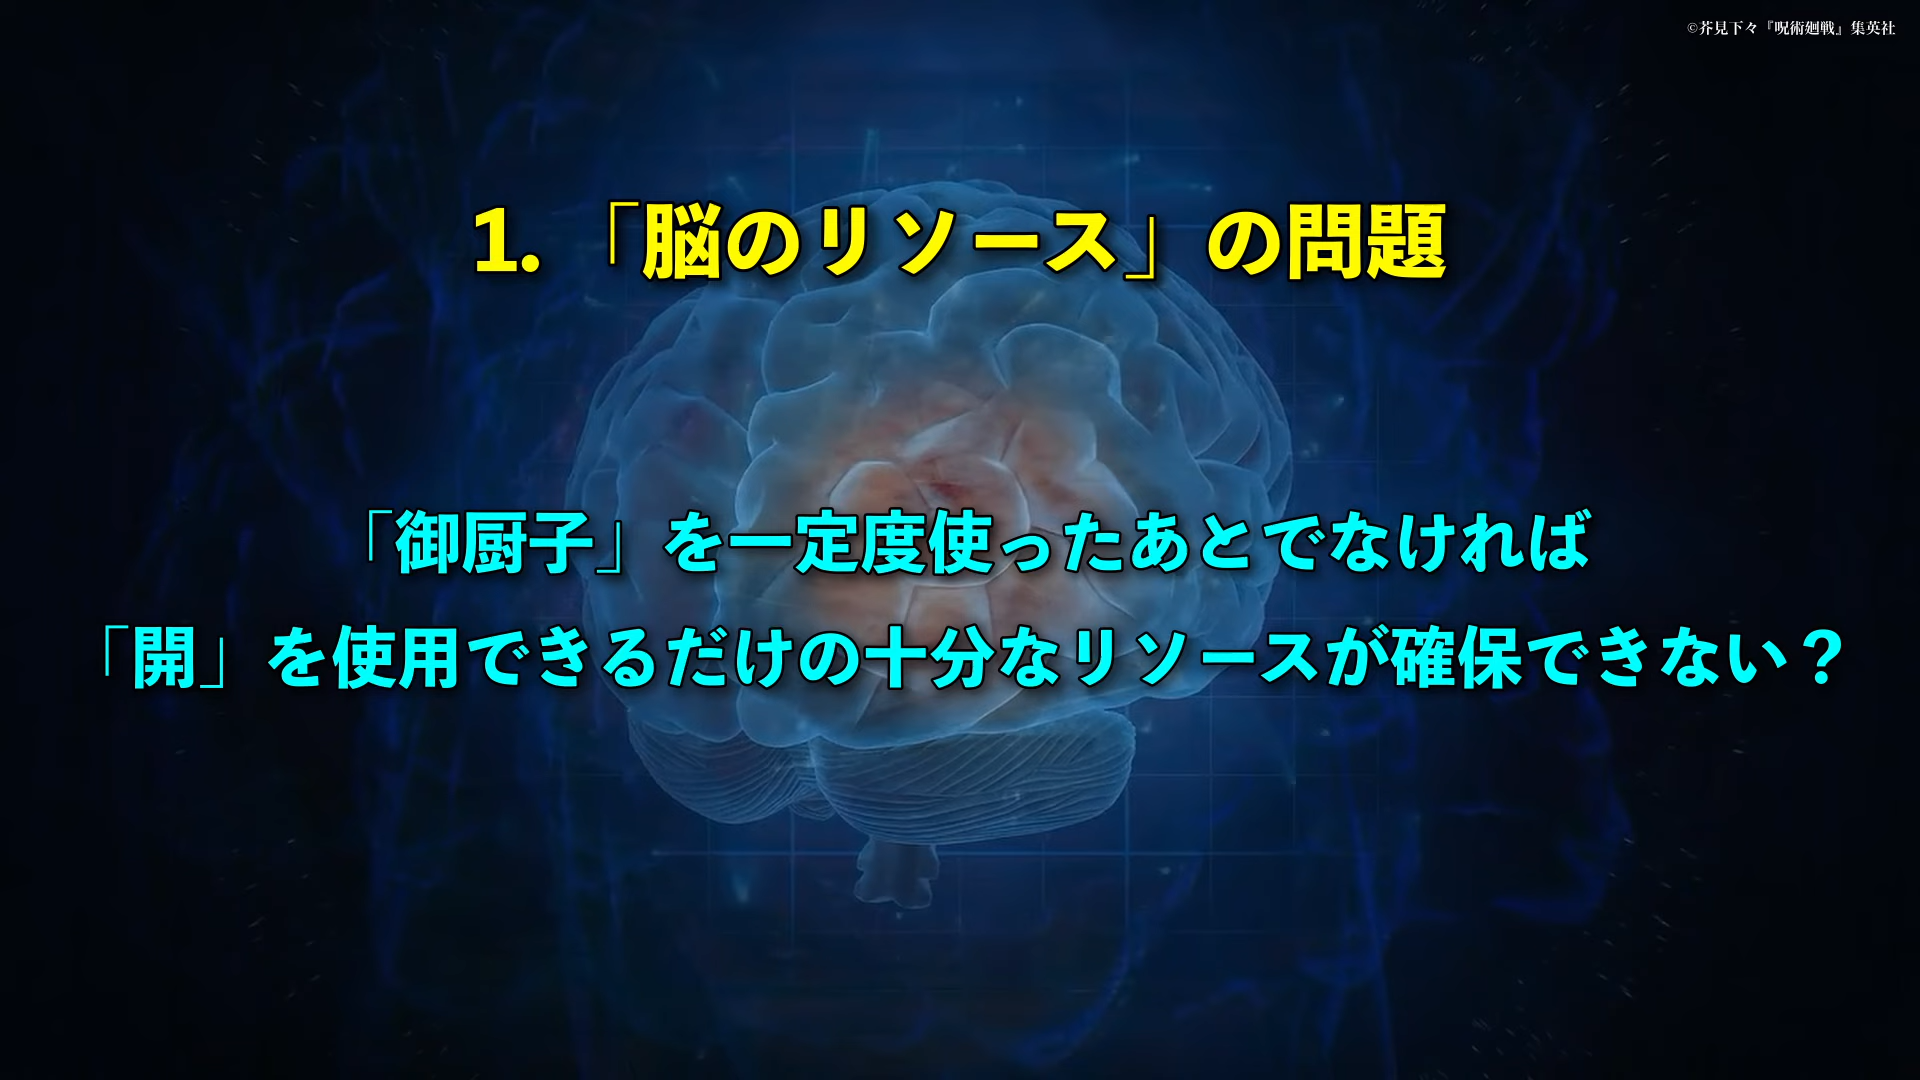 ©芥見下々『呪術廻戦』集英社
1. 「脳のリソース」の問題
「御厨子」を一定度使ったあとでなければ
「開」を使用できるだけの十分なリソースが確保できない？